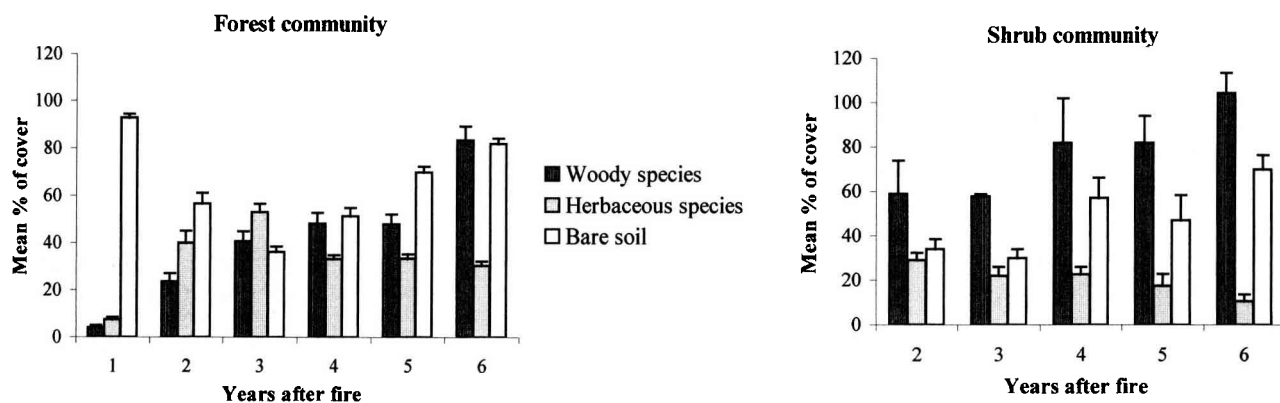 Forest community
Mean % of cover
120
100
80
60
40
20
0
1 2 3 4 5 6
Years after fire
Woody species
Herbaceous species
Bare soil
Shrub community
Mean % of cover
120
100
80
60
40
20
0
2 3 4 5 6
Years after fire